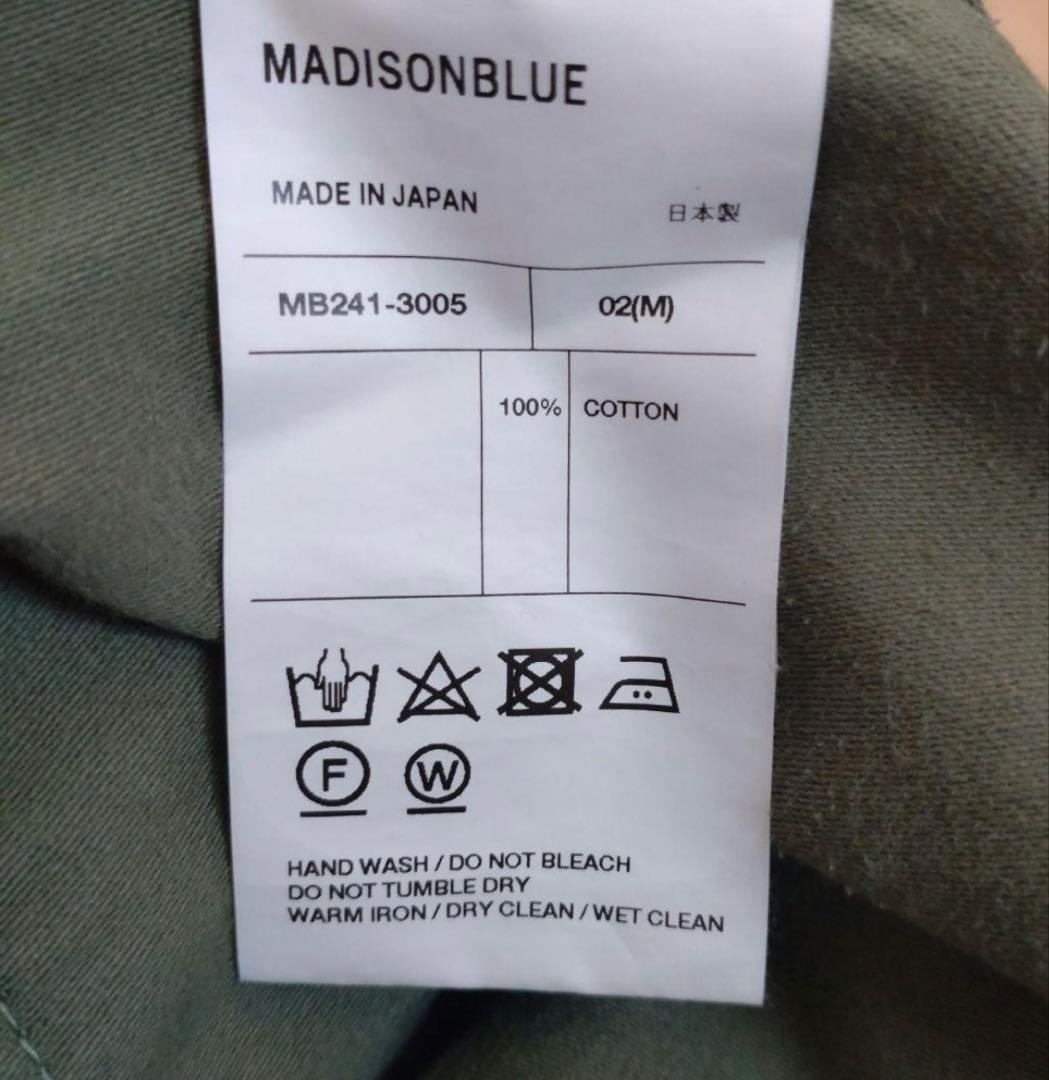 MADISONBLUE
MADE IN JAPAN 日本製
MB241-3005 02(M)
100% COTTON
F W
HAND WASH / DO NOT BLEACH
DO NOT TUMBLE DRY
WARM IRON / DRY CLEAN / WET CLEAN